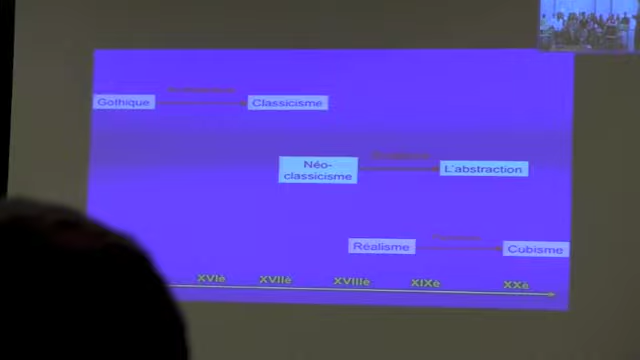 Gothique
Classicisme
Néo-
classicisme
L'abstraction
Réalisme
Cubisme
XVIè
XVIIè
XVIIIè
XIXè
XXè